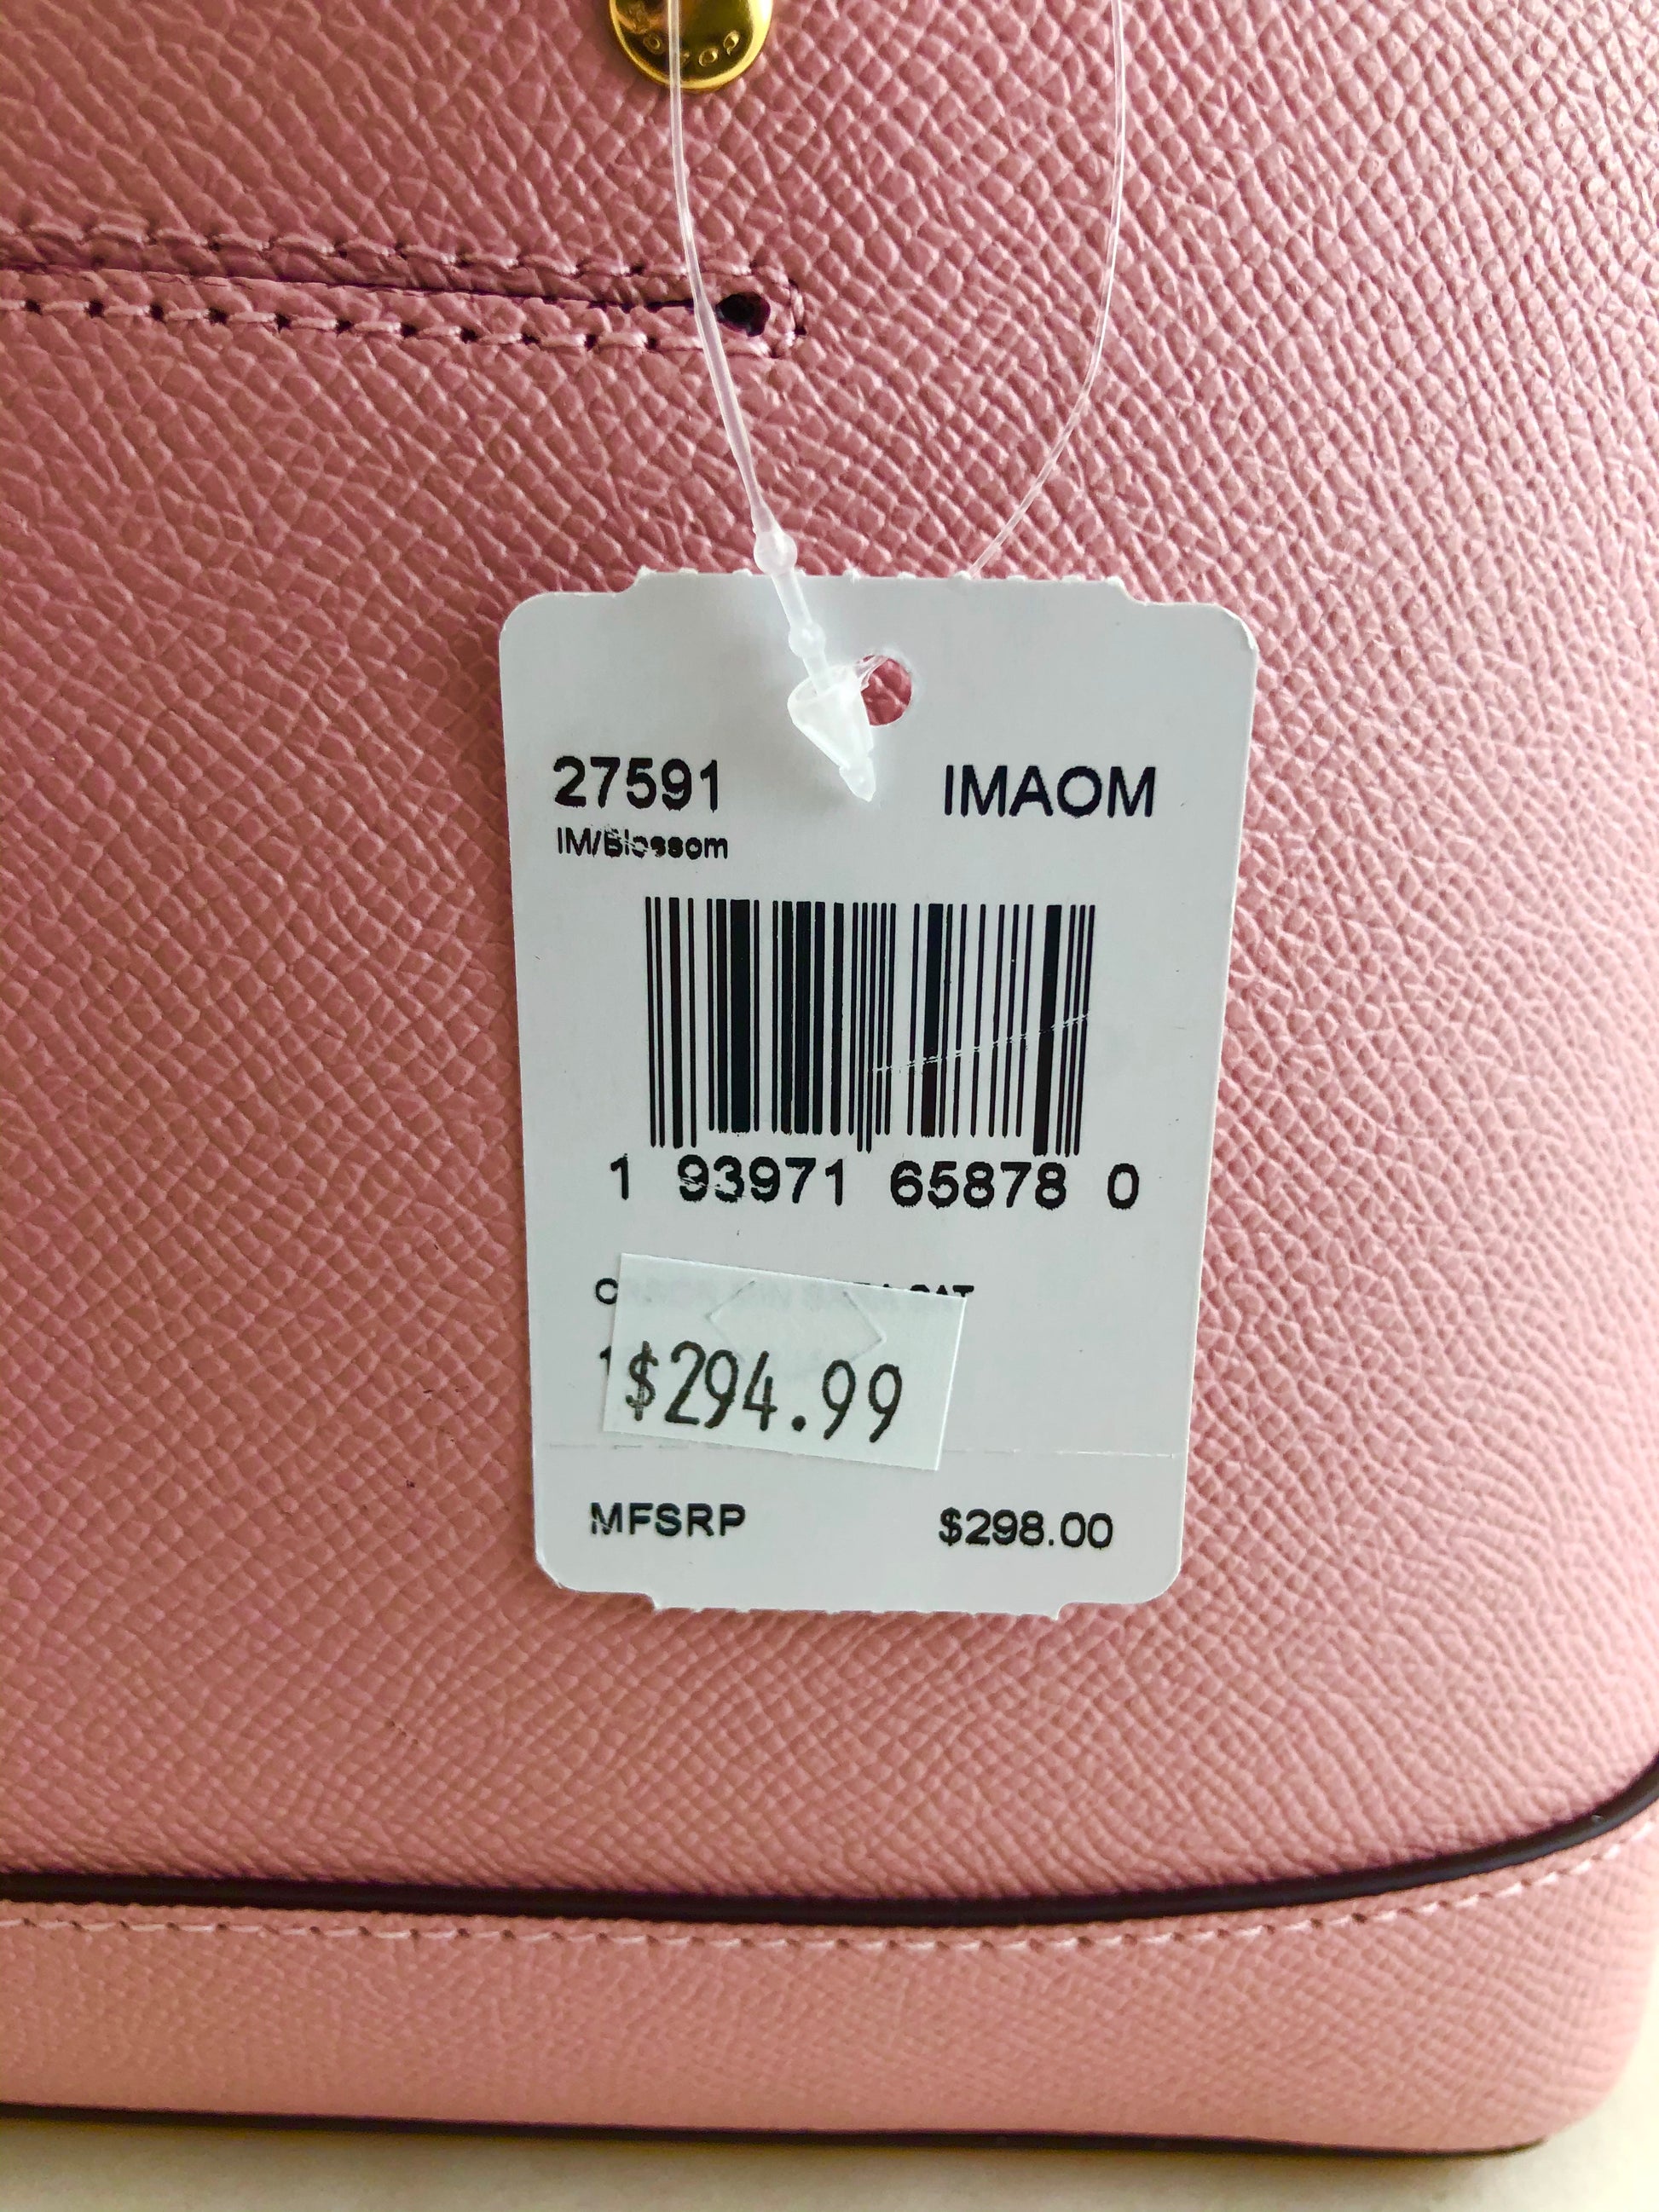 27591 IMAOM
IM/Blossom
1 93971 65878 0
$294.99
MFSRP $298.00